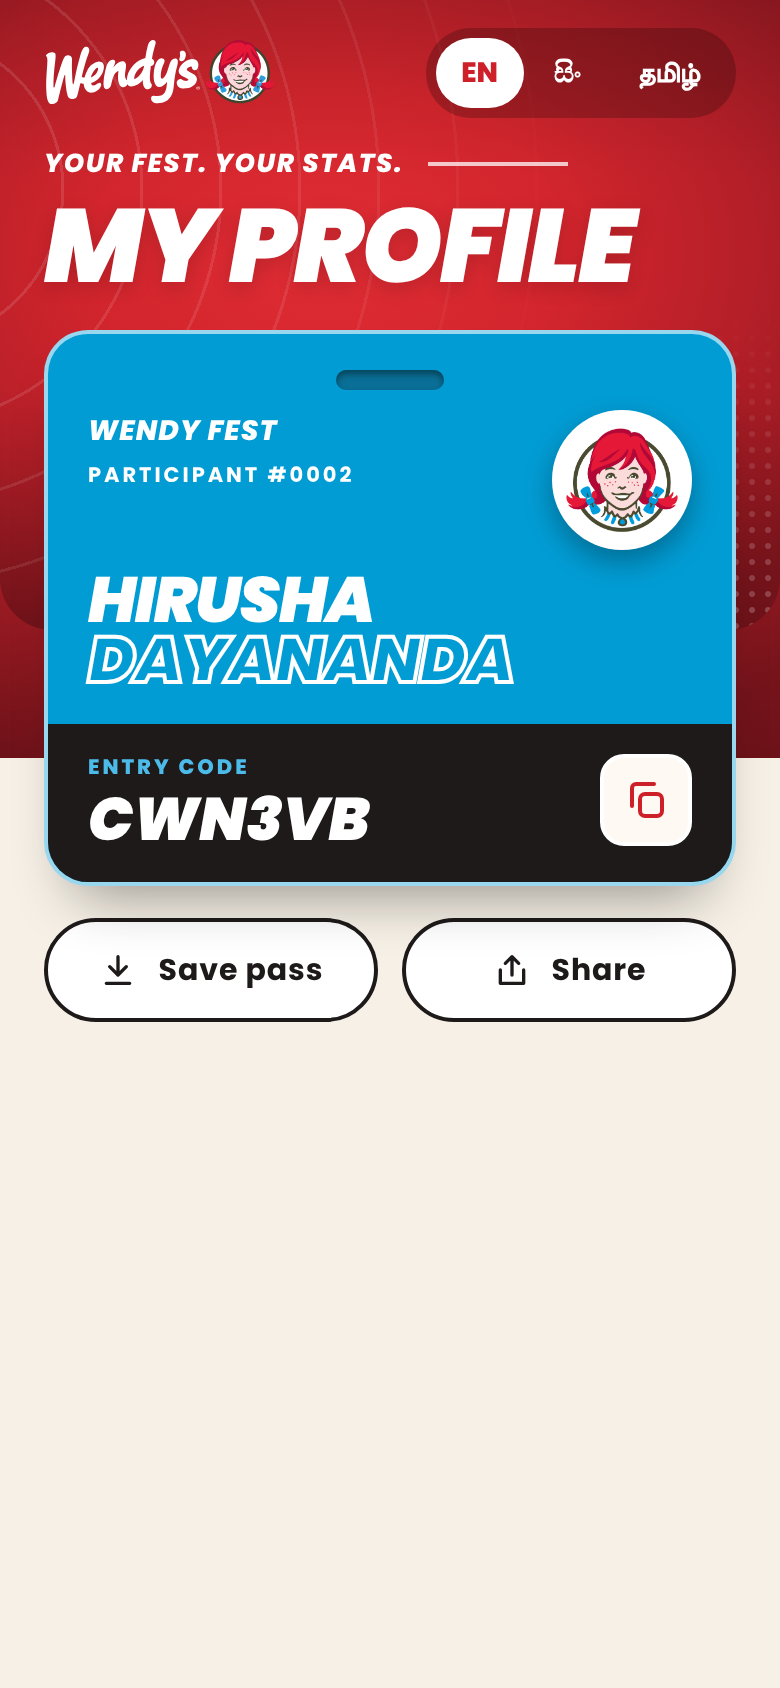 Wendy's
EN සිං தமிழ்
YOUR FEST. YOUR STATS.
MY PROFILE
WENDY FEST
PARTICIPANT #0002
HIRUSHA
DAYANANDA
ENTRY CODE
CWN3VB
Save pass
Share